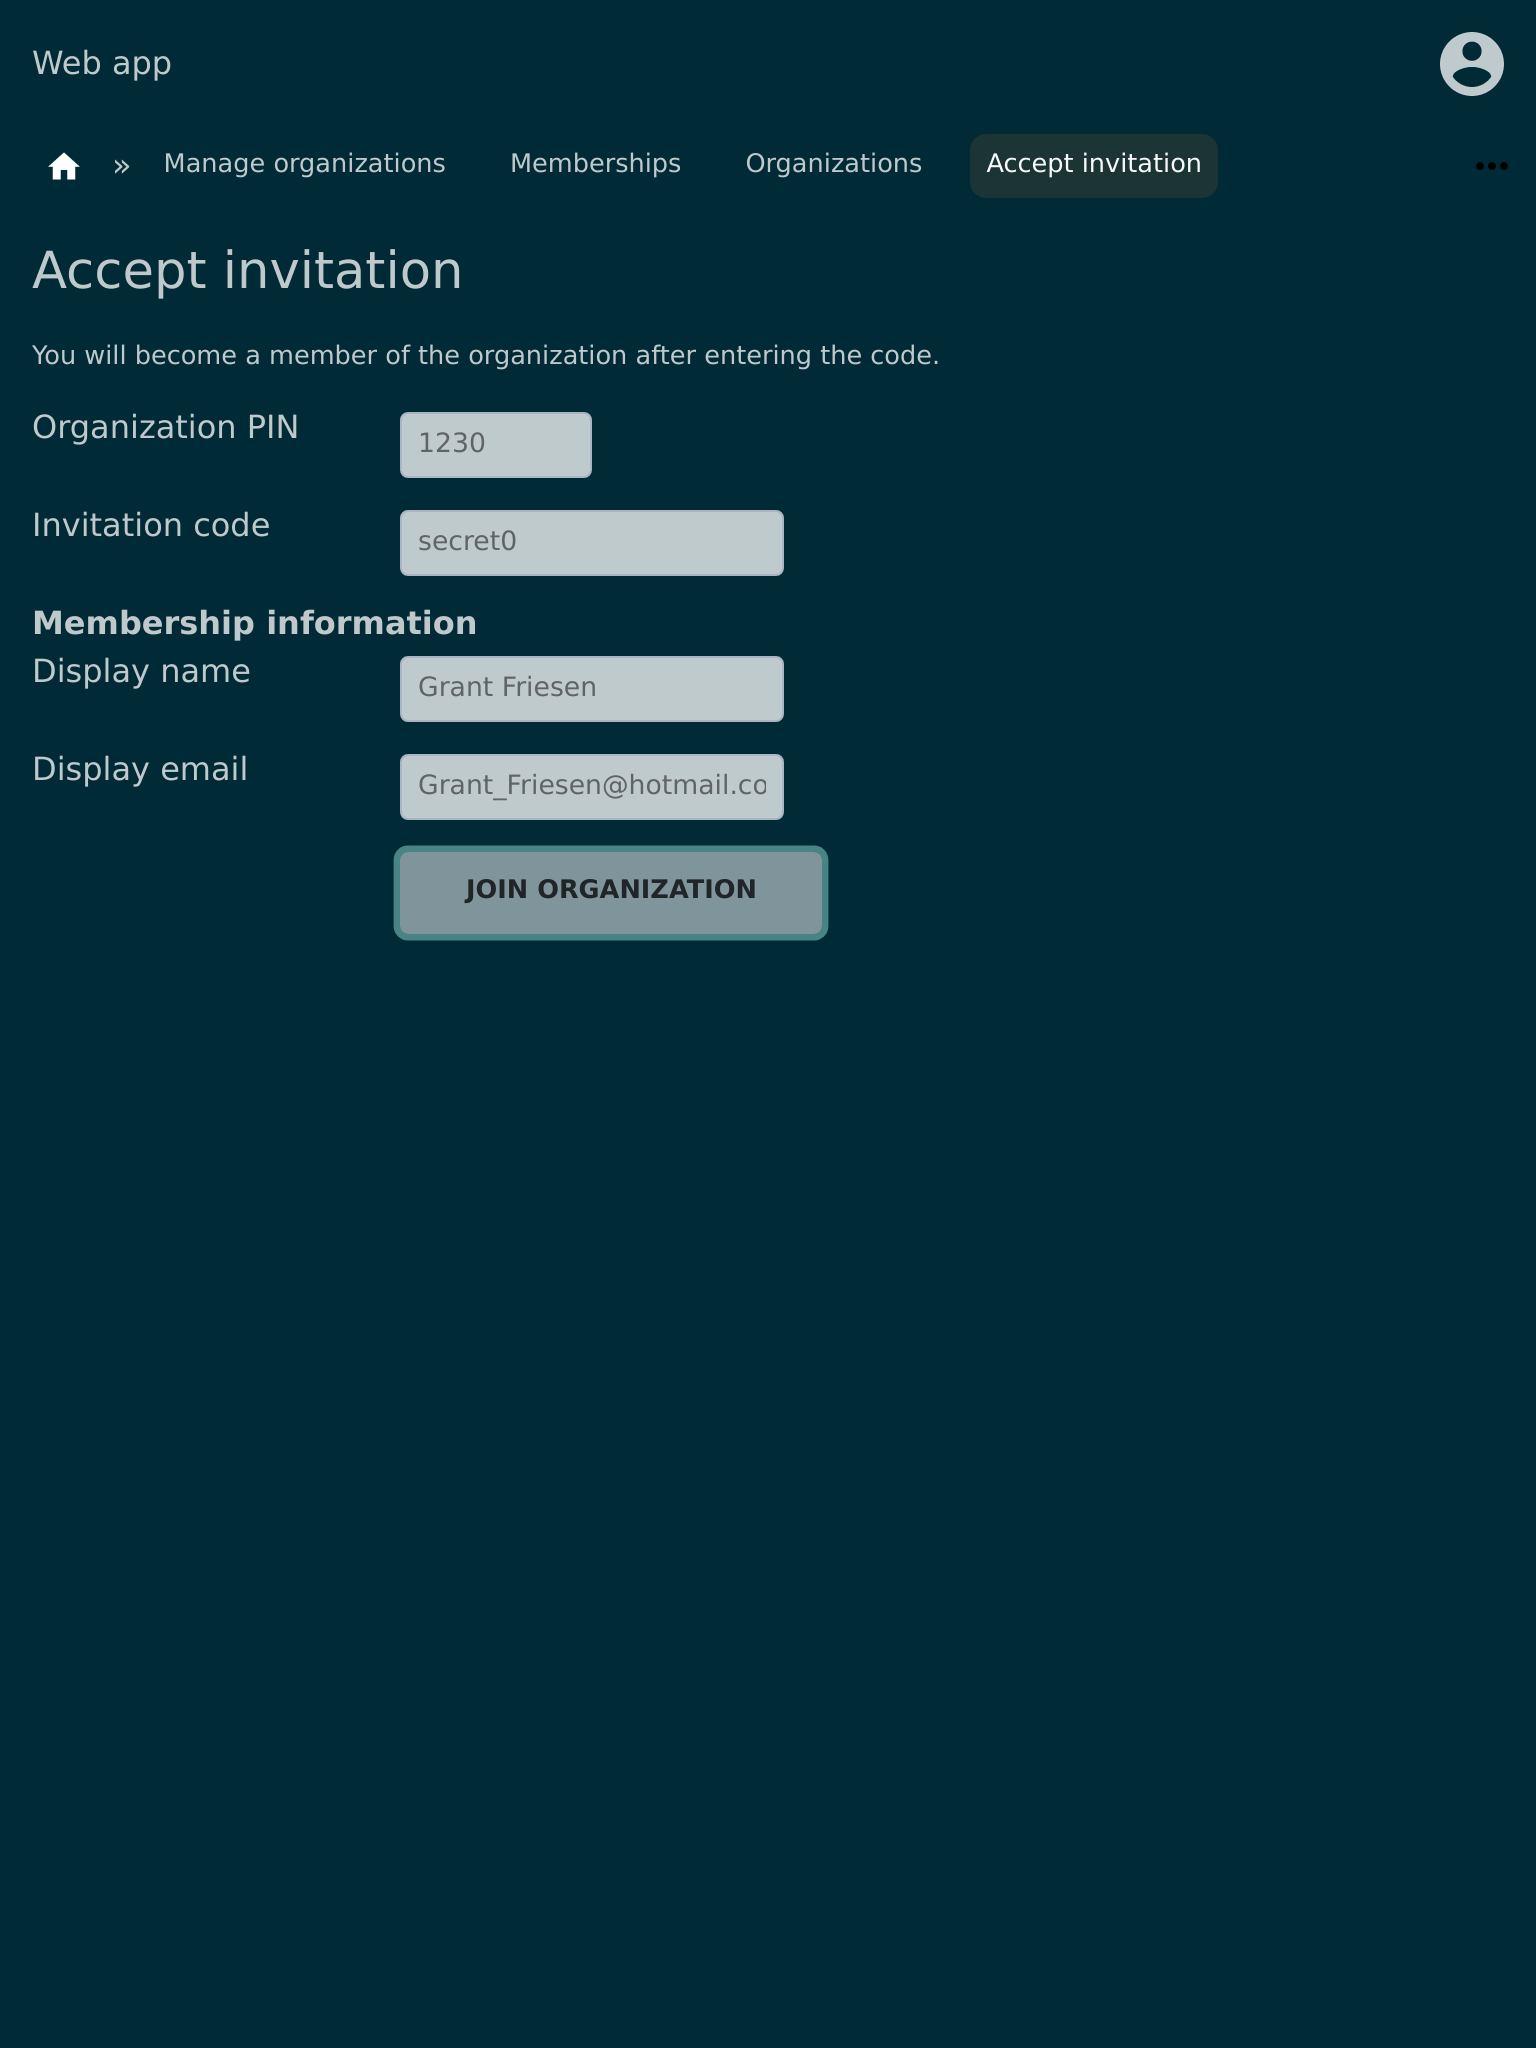 Web app
» Manage organizations Memberships Organizations Accept invitation
Accept invitation
You will become a member of the organization after entering the code.
Organization PIN 1230
Invitation code secret0
Membership information
Display name Grant Friesen
Display email Grant_Friesen@hotmail.co
JOIN ORGANIZATION